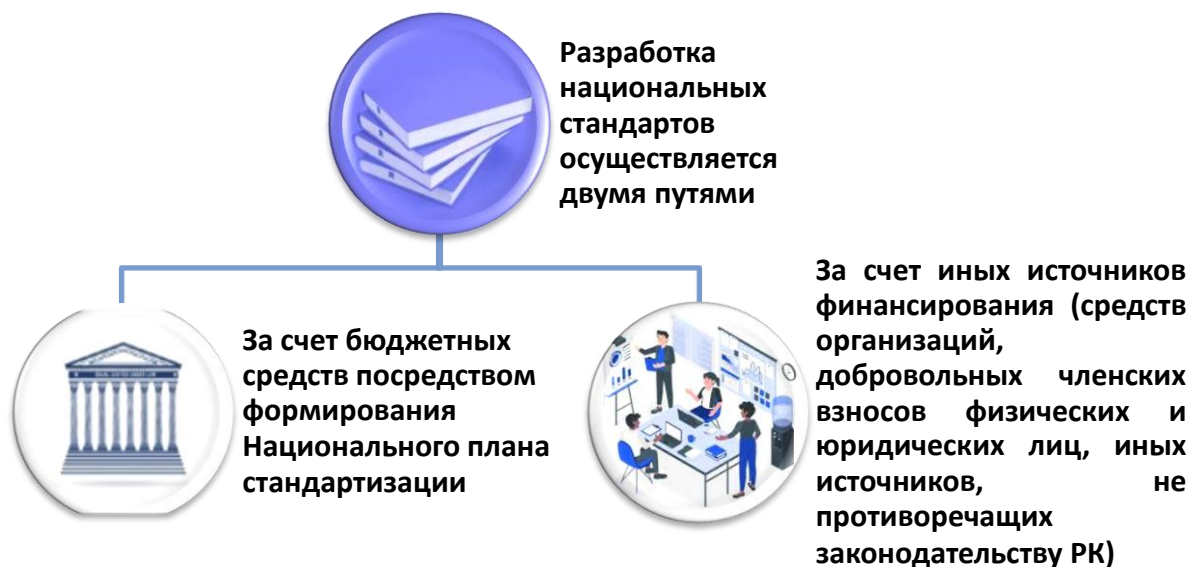 Разработка
национальных
стандартов
осуществляется
двумя путями
За счет бюджетных
средств посредством
формирования
Национального плана
стандартизации
За счет иных источников
финансирования (средств
организаций,
добровольных членских
взносов физических и
юридических лиц, иных
источников, не
противоречащих
законодательству РК)